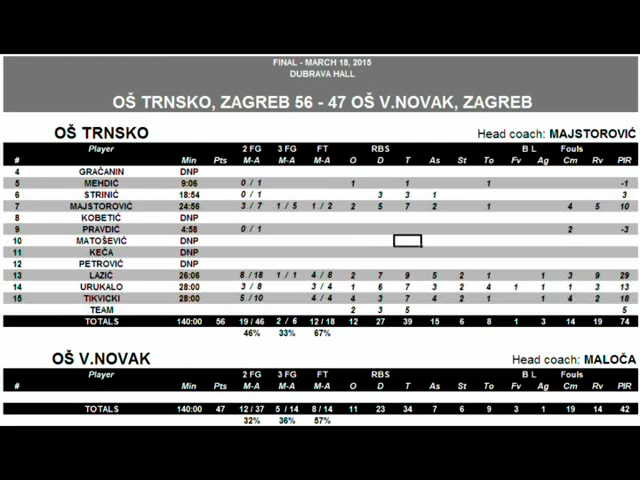 FINAL - MARCH 18, 2015
DUBRAVA HALL
OŠ TRNSKO, ZAGREB 56 - 47 OŠ V.NOVAK, ZAGREB
OŠ TRNSKO Head coach: MAJSTOROVIĆ
Player 2 FG 3 FG FT RBS B L Fouls
# Min Pts M-A M-A M-A O D T As St To Fv Ag Cm Rv PIR
4 GRAČANIN DNP
5 MEHDIĆ 9:06 0 / 1 1 1 1 -1
6 STRINIĆ 18:54 3 3 1 3
7 MAJSTOROVIĆ 24:56 3 / 7 1 / 5 1 / 2 2 5 7 2 1 4 5 10
8 KOBETIĆ DNP
9 PRAVDIĆ 4:58 0 / 1 2 -3
10 MATOŠEVIĆ DNP
11 KEČA DNP
12 PETROVIĆ DNP
13 LAZIĆ 26:06 8 / 18 1 / 1 4 / 8 2 7 9 5 2 1 1 3 9 29
14 URUKALO 28:00 3 / 8 3 / 4 1 6 7 3 2 4 1 1 1 3 13
15 TIKVICKI 28:00 5 / 10 4 / 4 4 3 7 4 2 1 1 4 2 18
TEAM 2 3 5 5
TOTALS 140:00 56 19 / 46 2 / 6 12 / 18 12 27 39 15 6 8 1 3 14 19 74
46% 33% 67%
OŠ V.NOVAK Head coach: MALOČA
Player 2 FG 3 FG FT RBS B L Fouls
# Min Pts M-A M-A M-A O D T As St To Fv Ag Cm Rv PIR
TOTALS 140:00 47 12 / 37 5 / 14 8 / 14 11 23 34 7 6 9 3 1 19 14 42
32% 36% 57%